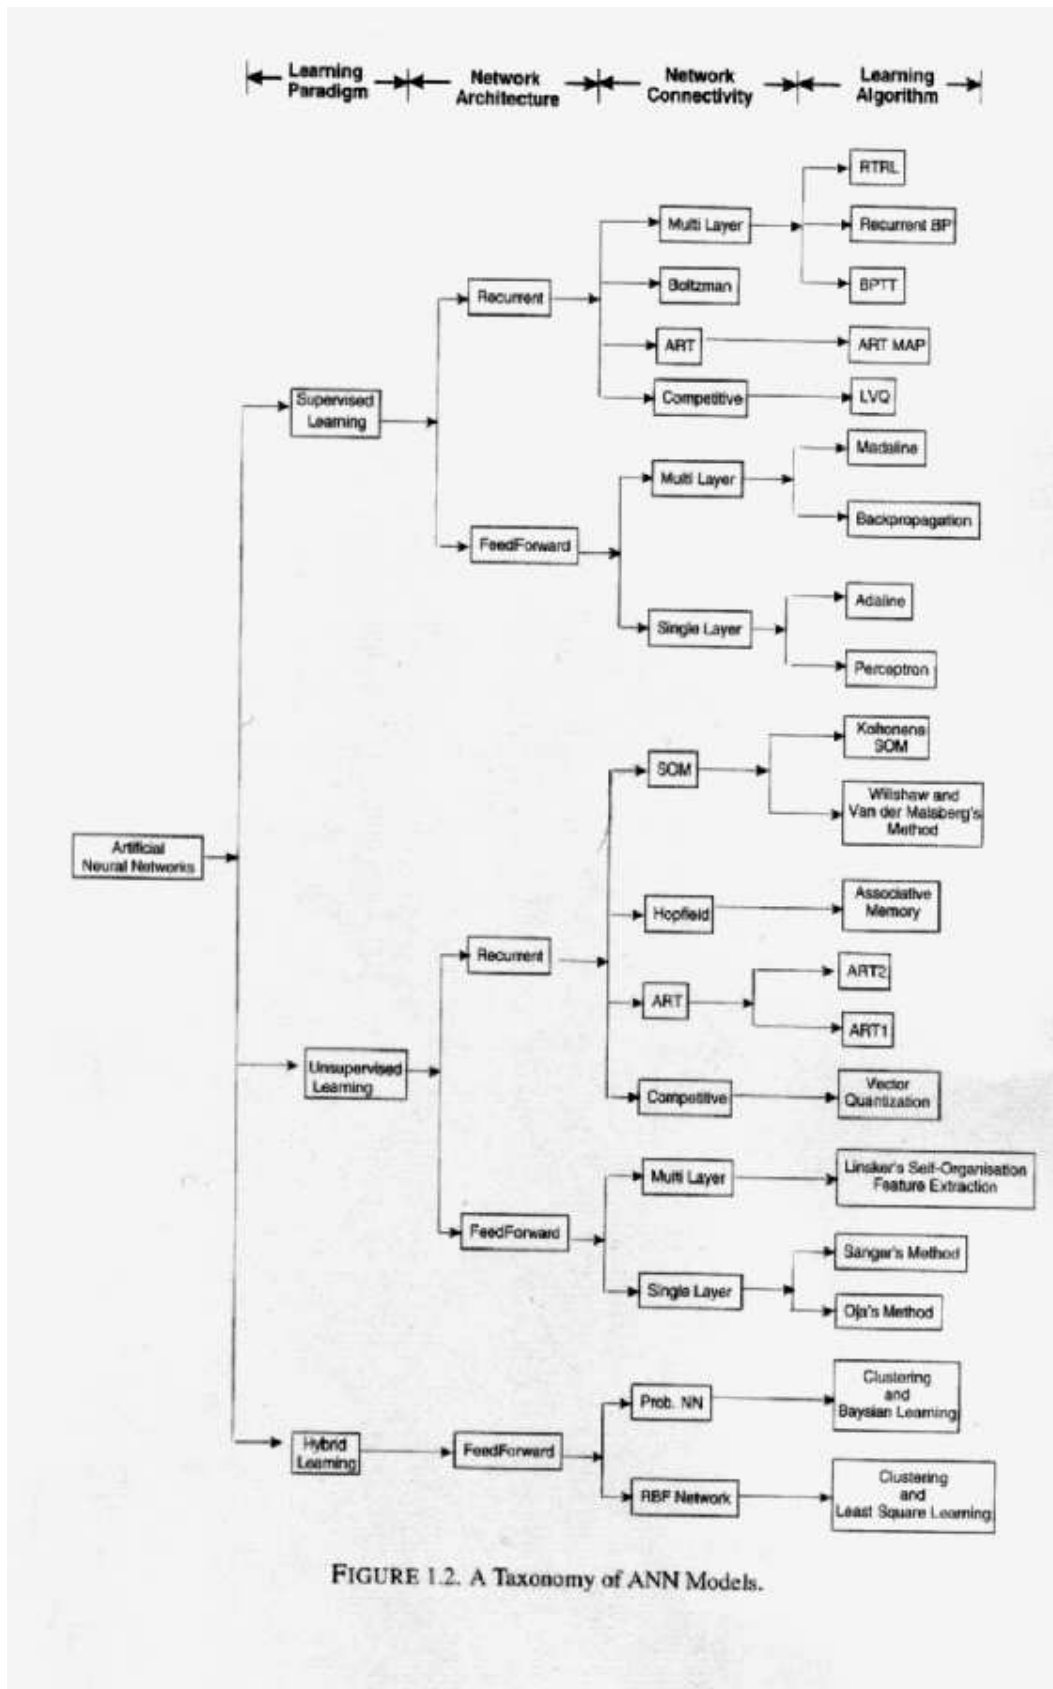 Learning
Paradigm
Network
Architecture
Network
Connectivity
Learning
Algorithm
RTRL
Multi Layer
Recurrent BP
Recurrent
Boltzman
BPTT
ART
ART MAP
Supervised
Learning
Competitive
LVQ
Madaline
Multi Layer
Backpropagation
FeedForward
Adaline
Single Layer
Perceptron
Kohonens
SOM
SOM
Willshaw and
Van der Malsberg's
Method
Artificial
Neural Networks
Hopfield
Associative
Memory
Recurrent
ART2
ART
ART1
Unsupervised
Learning
Competitive
Vector
Quantization
Multi Layer
Linsker's Self-Organisation
Feature Extraction
FeedForward
Sanger's Method
Single Layer
Oja's Method
Prob. NN
Clustering
and
Baysian Learning
Hybrid
Learning
FeedForward
RBF Network
Clustering
and
Least Square Learning
FIGURE 1.2. A Taxonomy of ANN Models.